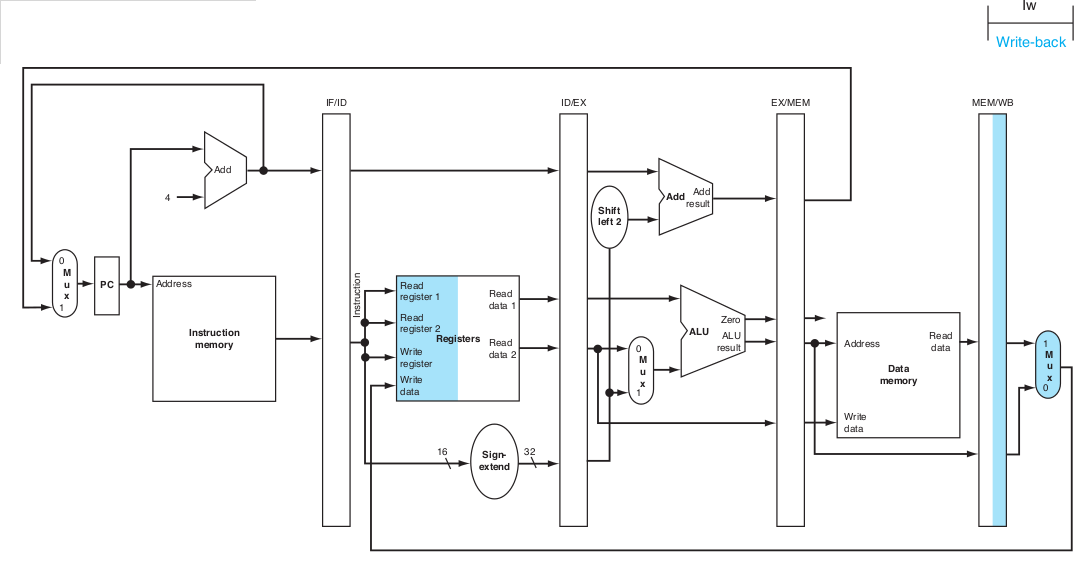 lw
Write-back
IF/ID
ID/EX
EX/MEM
MEM/WB
Add
4
Add
Add
result
Shift
left 2
0
M
u
x
1
PC
Address
Instruction
memory
Instruction
Read
register 1
Read
register 2
Write
register
Write
data
Registers
Read
data 1
Read
data 2
16
Sign-
extend
32
0
M
u
x
1
ALU
Zero
ALU
result
Address
Read
data
Data
memory
Write
data
1
M
u
x
0